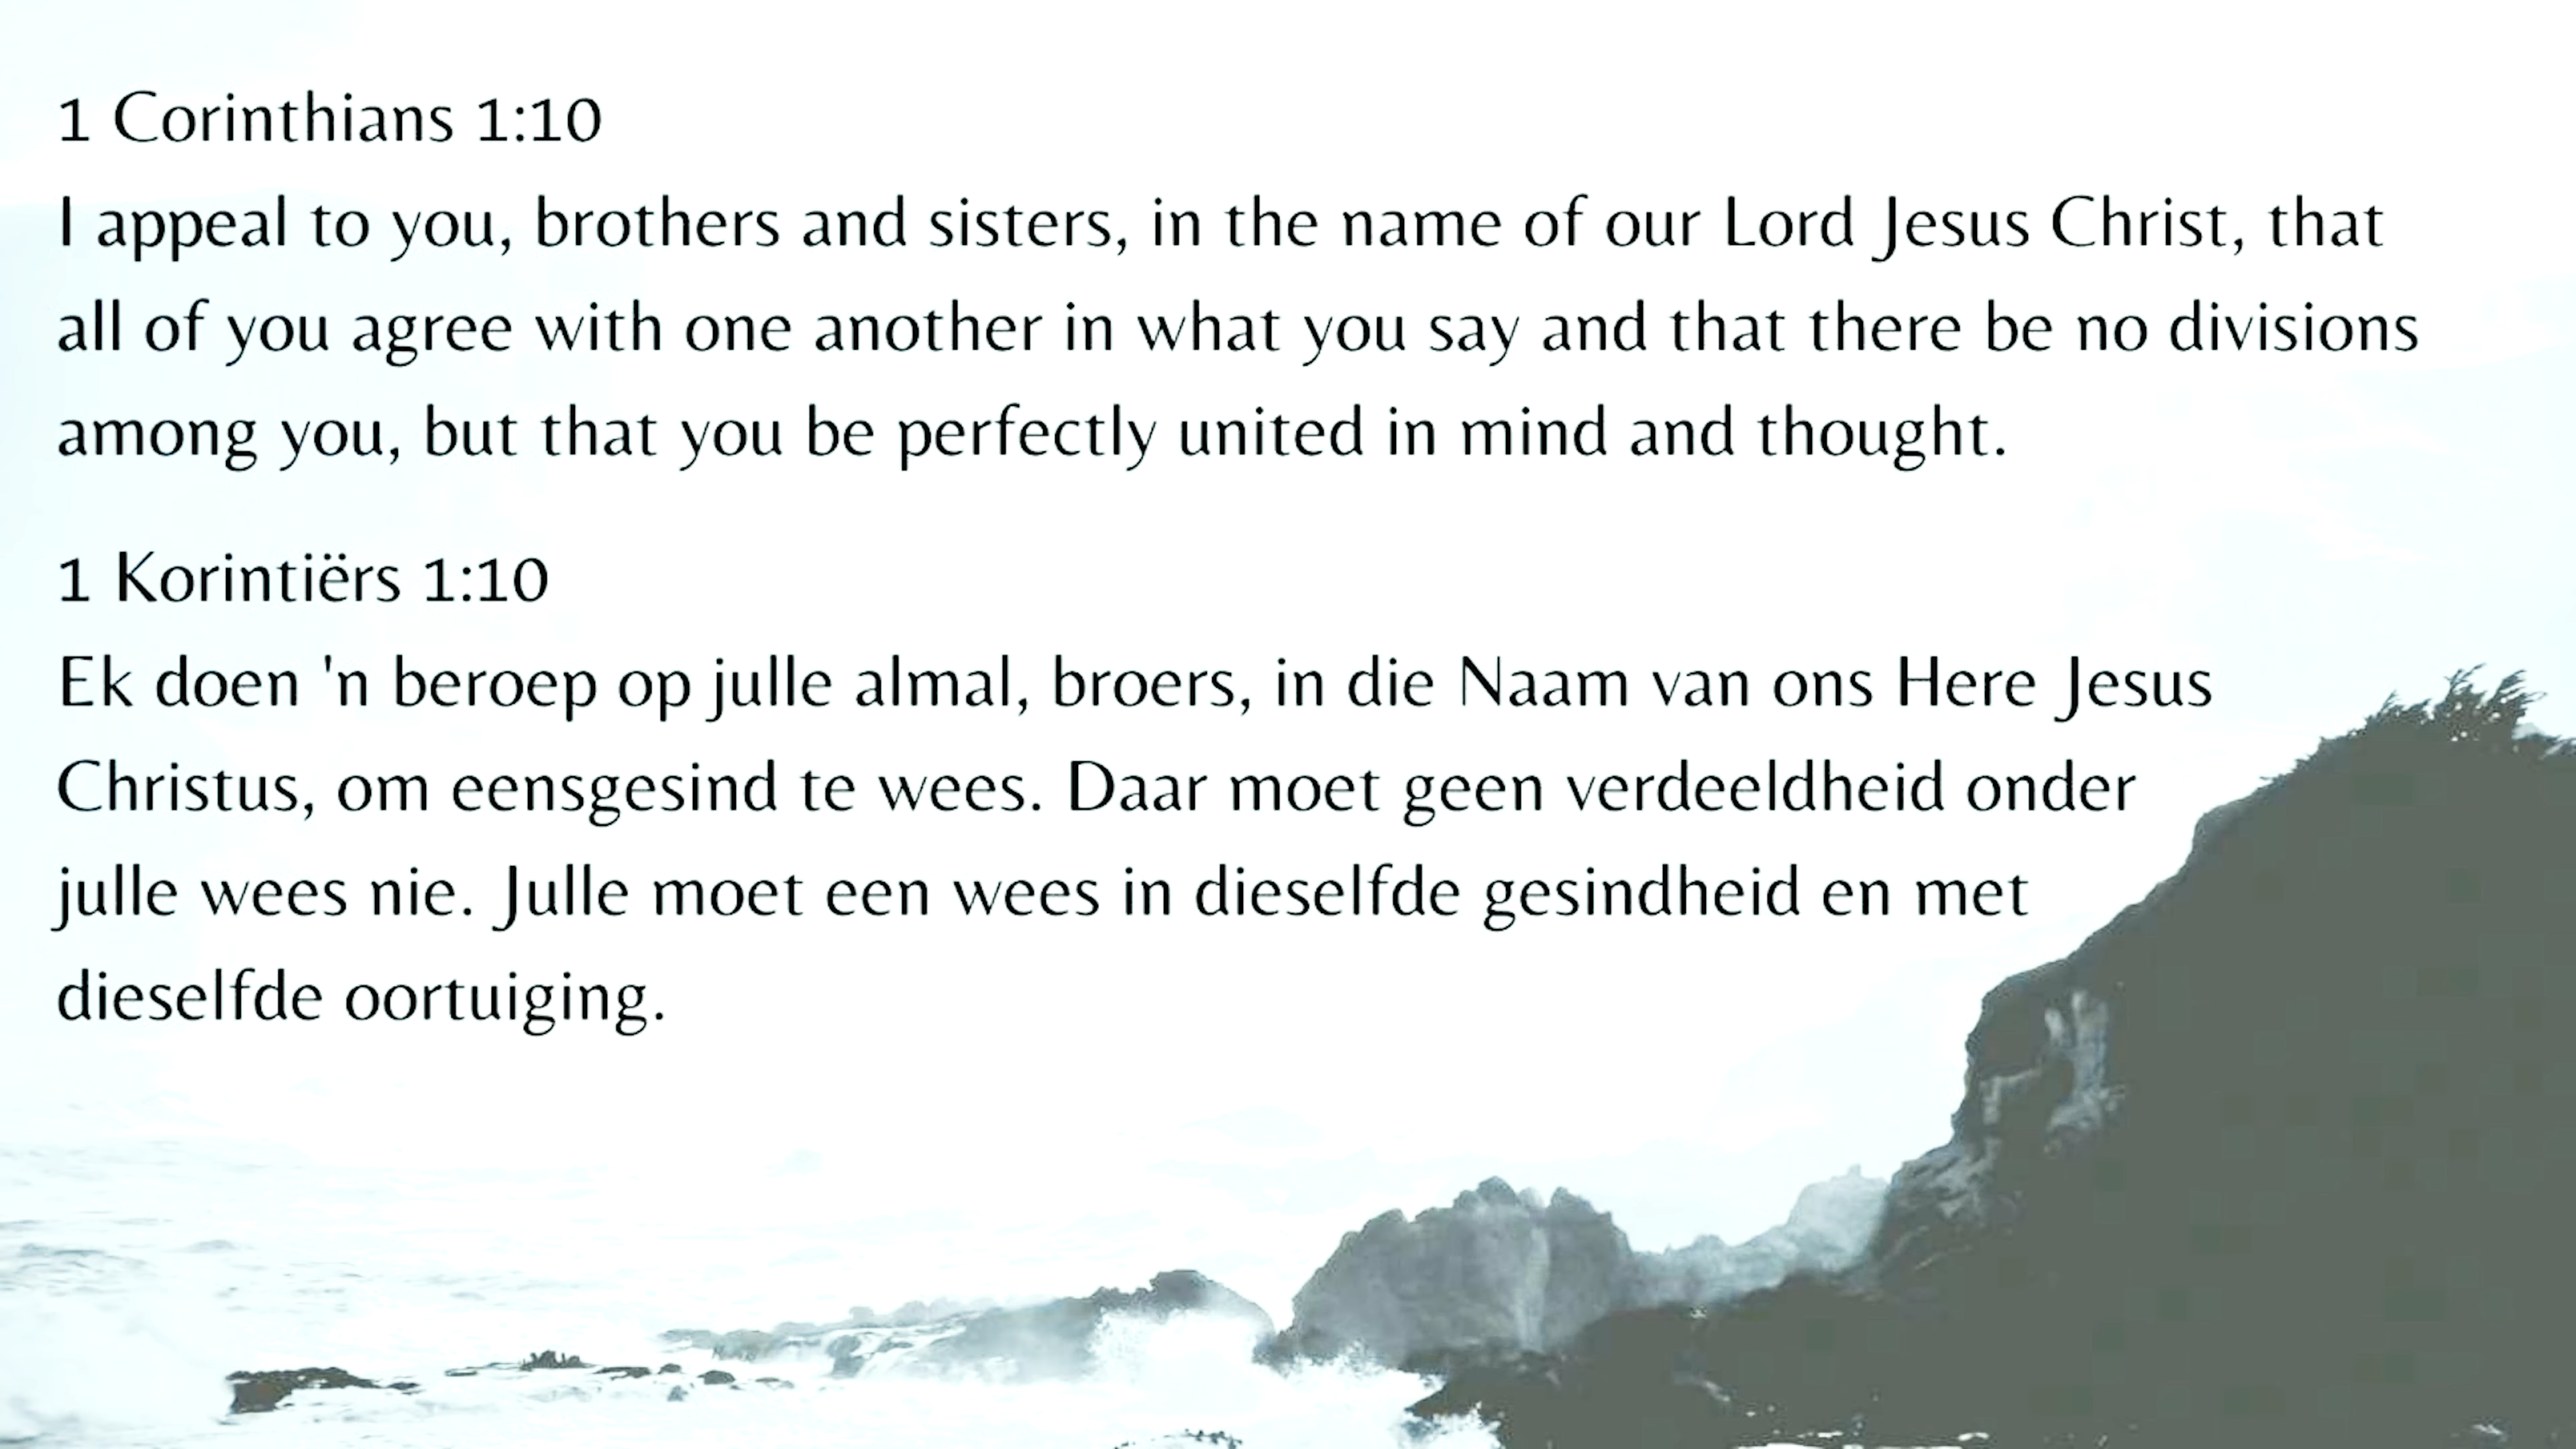 1 Corinthians 1:10
I appeal to you, brothers and sisters, in the name of our Lord Jesus Christ, that
all of you agree with one another in what you say and that there be no divisions
among you, but that you be perfectly united in mind and thought.
1 Korintiërs 1:10
Ek doen 'n beroep op julle almal, broers, in die Naam van ons Here Jesus
Christus, om eensgesind te wees. Daar moet geen verdeeldheid onder
julle wees nie. Julle moet een wees in dieselfde gesindheid en met
dieselfde oortuiging.